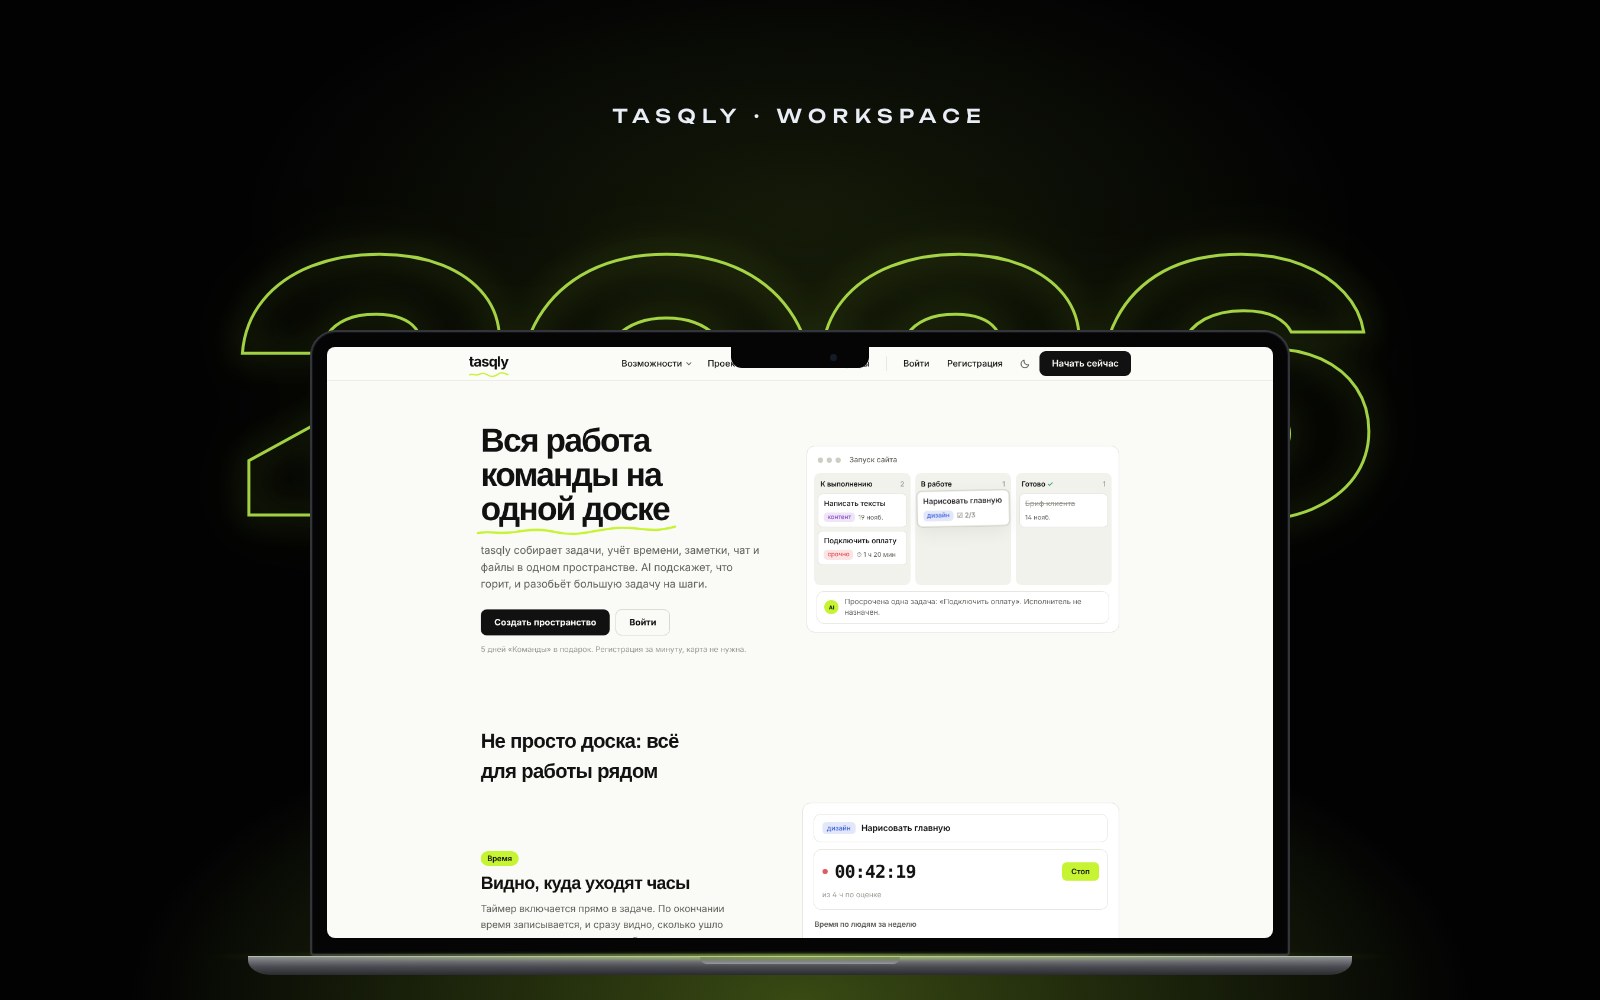 TASQLY · WORKSPACE
2026
tasqly
Возможности
Войти
Регистрация
Начать сейчас
Вся работа
команды на
одной доске
tasqly собирает задачи, учёт времени, заметки, чат и
файлы в одном пространстве. AI подскажет, что
горит, и разобьёт большую задачу на шаги.
Создать пространство
Войти
5 дней «Команды» в подарок. Регистрация за минуту, карта не нужна.
Запуск сайта
К выполнению 2
Написать тексты
контент 19 нояб.
Подключить оплату
срочно 1 ч 20 мин
В работе 1
Нарисовать главную
дизайн 2/3
Готово ✓ 1
Бриф клиента
14 нояб.
AI
Просрочена одна задача: «Подключить оплату». Исполнитель не
назначен.
Не просто доска: всё
для работы рядом
Время
Видно, куда уходят часы
Таймер включается прямо в задаче. По окончании
время записывается, и сразу видно, сколько ушло
дизайн Нарисовать главную
00:42:19
Стоп
из 4 ч по оценке
Время по людям за неделю